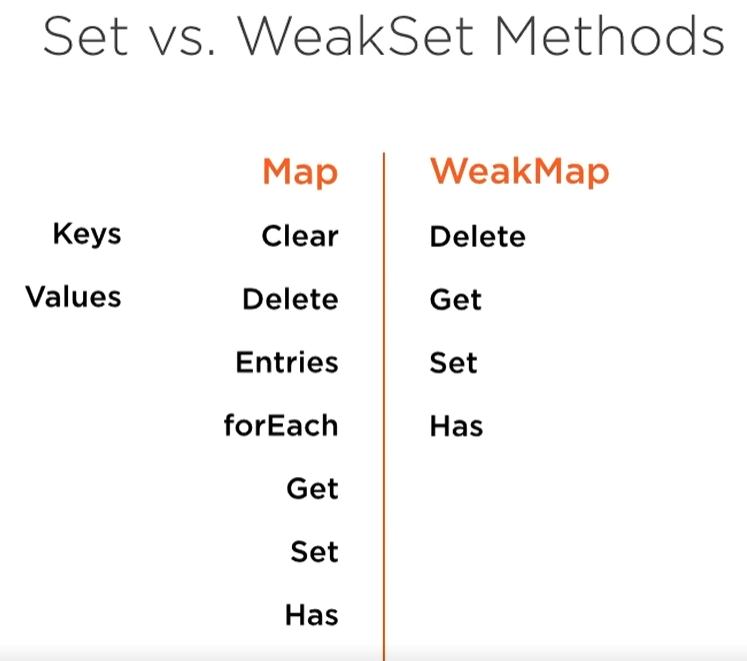 Set vs. WeakSet Methods
Map
WeakMap
Keys
Clear
Delete
Values
Delete
Get
Entries
Set
forEach
Has
Get
Set
Has